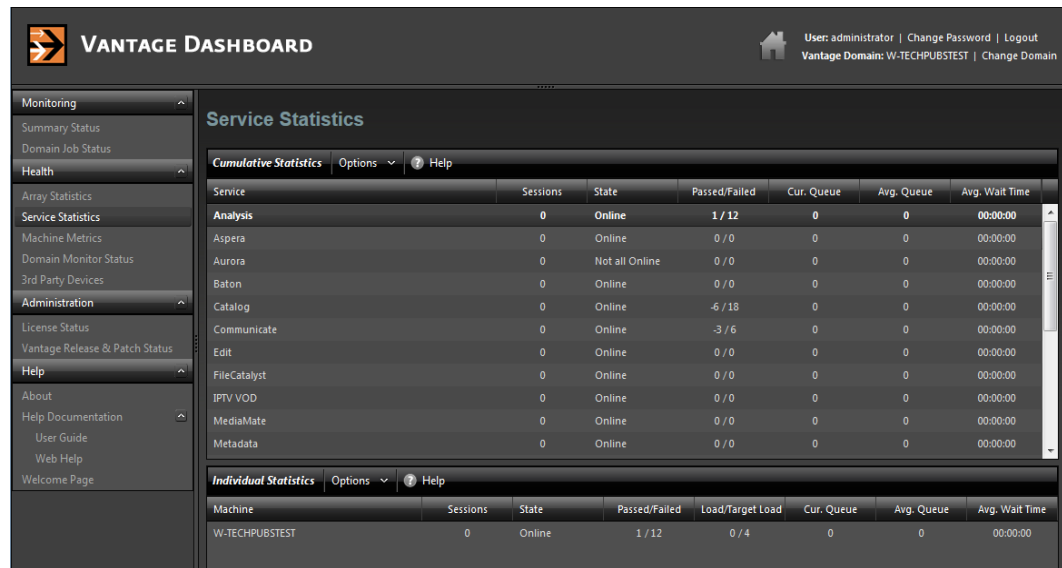 VANTAGE DASHBOARD
User: administrator | Change Password | Logout
Vantage Domain: W-TECHPUBSTEST | Change Domain
Monitoring
Summary Status
Domain Job Status
Health
Array Statistics
Service Statistics
Machine Metrics
Domain Monitor Status
3rd Party Devices
Administration
License Status
Vantage Release & Patch Status
Help
About
Help Documentation
User Guide
Web Help
Welcome Page
Service Statistics
Cumulative Statistics Options ? Help
Service Sessions State Passed/Failed Cur. Queue Avg. Queue Avg. Wait Time
Analysis 0 Online 1 / 12 0 0 00:00:00
Aspera 0 Online 0 / 0 0 0 00:00:00
Aurora 0 Not all Online 0 / 0 0 0 00:00:00
Baton 0 Online 0 / 0 0 0 00:00:00
Catalog 0 Online -6 / 18 0 0 00:00:00
Communicate 0 Online -3 / 6 0 0 00:00:00
Edit 0 Online 0 / 0 0 0 00:00:00
FileCatalyst 0 Online 0 / 0 0 0 00:00:00
IPTV VOD 0 Online 0 / 0 0 0 00:00:00
MediaMate 0 Online 0 / 0 0 0 00:00:00
Metadata 0 Online 0 / 0 0 0 00:00:00
Individual Statistics Options ? Help
Machine Sessions State Passed/Failed Load/Target Load Cur. Queue Avg. Queue Avg. Wait Time
W-TECHPUBSTEST 0 Online 1 / 12 0 / 4 0 0 00:00:00